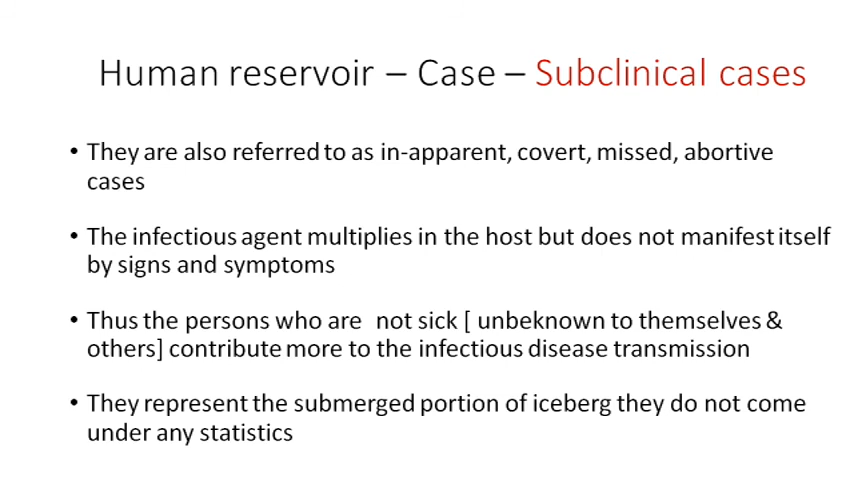 Human reservoir – Case – Subclinical cases
• They are also referred to as in-apparent, covert, missed, abortive
cases
• The infectious agent multiplies in the host but does not manifest itself
by signs and symptoms
• Thus the persons who are not sick [ unbeknown to themselves &
others] contribute more to the infectious disease transmission
• They represent the submerged portion of iceberg they do not come
under any statistics